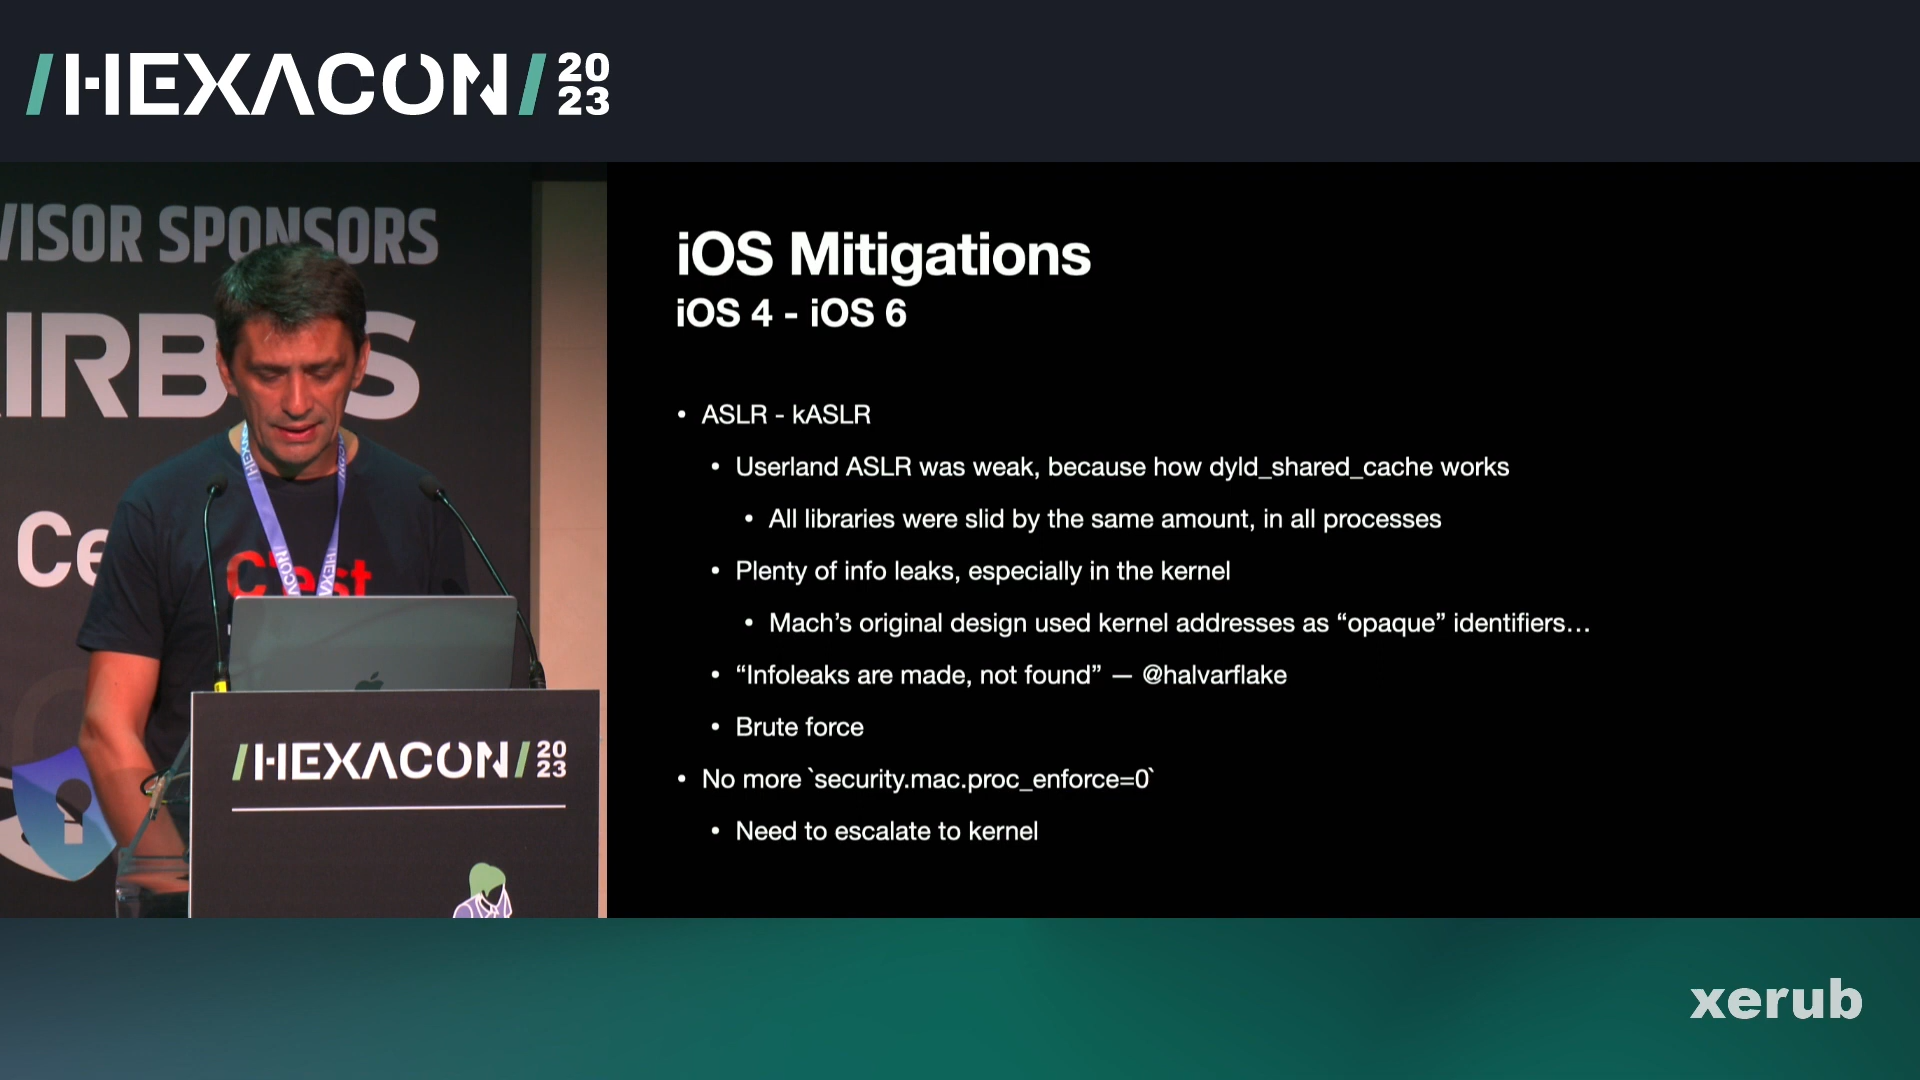 /HEXACON/ 20
23
VISOR SPONSORS
Ce
C'est
/HEXACON/ 20
23
iOS Mitigations
iOS 4 - iOS 6
• ASLR - kASLR
• Userland ASLR was weak, because how dyld_shared_cache works
• All libraries were slid by the same amount, in all processes
• Plenty of info leaks, especially in the kernel
• Mach’s original design used kernel addresses as “opaque” identifiers…
• “Infoleaks are made, not found” — @halvarflake
• Brute force
• No more `security.mac.proc_enforce=0`
• Need to escalate to kernel
xerub